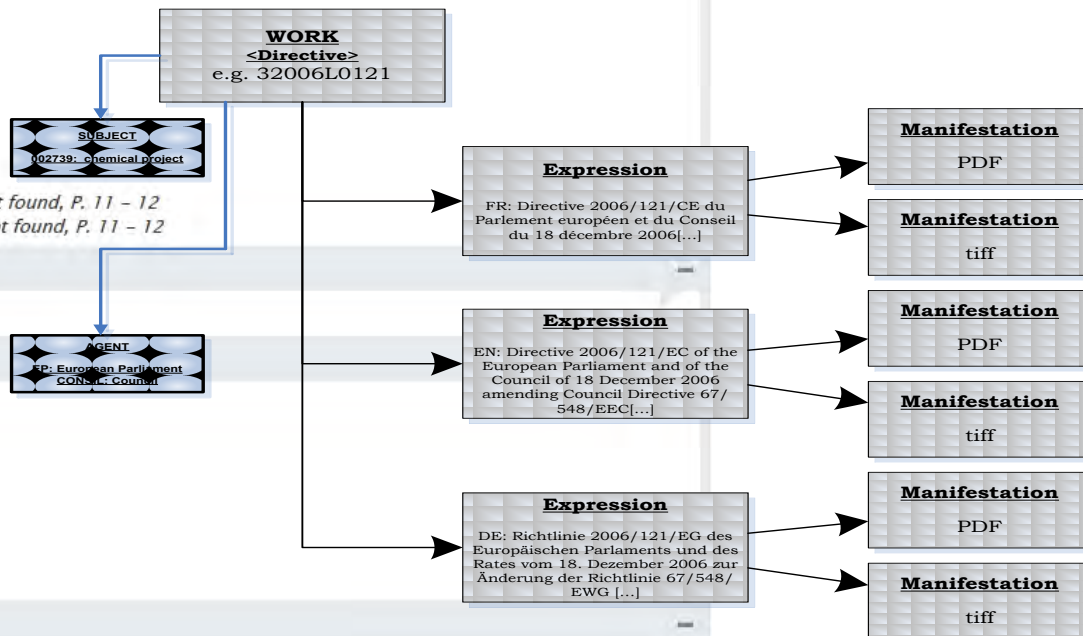 WORK
<Directive>
e.g. 32006L0121
SUBJECT
002739: chemical project
found, P. 11 – 12
t found, P. 11 – 12
AGENT
EP: European Parliament
CONSIL: Council
Expression
FR: Directive 2006/121/CE du
Parlement européen et du Conseil
du 18 décembre 2006[...]
Manifestation
PDF
Manifestation
tiff
Expression
EN: Directive 2006/121/EC of the
European Parliament and of the
Council of 18 December 2006
amending Council Directive 67/
548/EEC[...]
Manifestation
PDF
Manifestation
tiff
Expression
DE: Richtlinie 2006/121/EG des
Europäischen Parlaments und des
Rates vom 18. Dezember 2006 zur
Änderung der Richtlinie 67/548/
EWG [...]
Manifestation
PDF
Manifestation
tiff